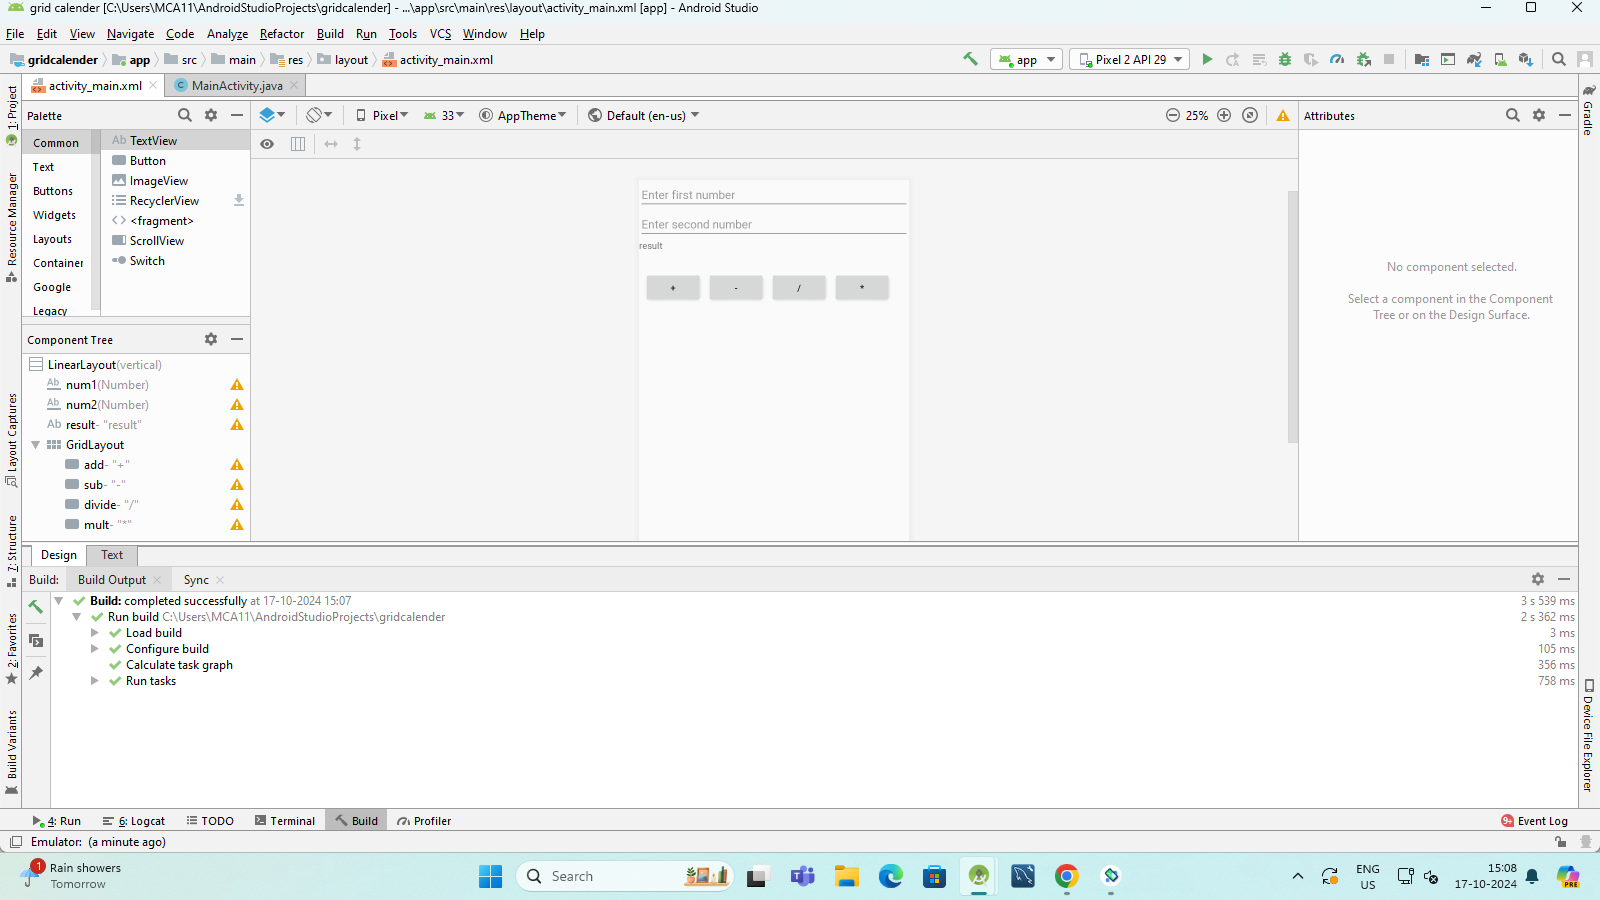 grid calender [C:\Users\MCA11\AndroidStudioProjects\gridcalender] - ...\app\src\main\res\layout\activity_main.xml [app] - Android Studio
File Edit View Navigate Code Analyze Refactor Build Run Tools VCS Window Help
gridcalender app src main res layout activity_main.xml app Pixel 2 API 29
activity_main.xml MainActivity.java
Palette Pixel 33 AppTheme Default (en-us) 25% Attributes
Common
Text
Buttons
Widgets
Layouts
Container
Google
Legacy
Ab TextView
Button
ImageView
RecyclerView
<fragment>
ScrollView
Switch
Enter first number
Enter second number
result
+ - / *
No component selected.
Select a component in the Component
Tree or on the Design Surface.
Component Tree
LinearLayout(vertical)
Ab num1(Number)
Ab num2(Number)
Ab result- "result"
GridLayout
add- "+"
sub- "-"
divide- "/"
mult- "*"
Design Text
Build: Build Output Sync
Build: completed successfully at 17-10-2024 15:07 3 s 539 ms
Run build C:\Users\MCA11\AndroidStudioProjects\gridcalender 2 s 362 ms
Load build 3 ms
Configure build 105 ms
Calculate task graph 356 ms
Run tasks 758 ms
1: Project
Resource Manager
Layout Captures
7: Structure
2: Favorites
Build Variants
Gradle
Device File Explorer
4: Run 6: Logcat TODO Terminal Build Profiler 9+ Event Log
Emulator: (a minute ago)
1 Rain showers
Tomorrow
Search
ENG
US
15:08
17-10-2024
PRE